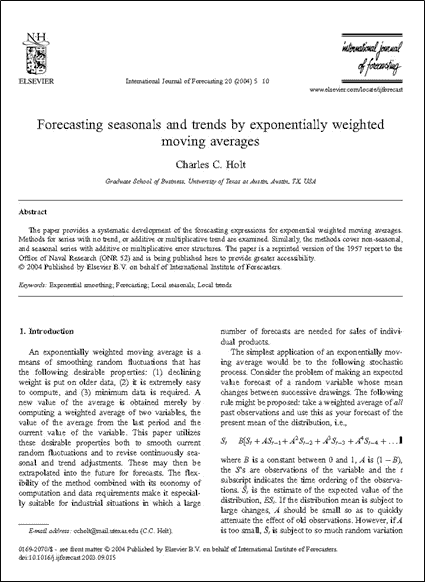 N·H
ELSEVIER
International Journal of Forecasting 20 (2004) 5 10
international journal
of forecasting
www.elsevier.com/locate/ijforecast
Forecasting seasonals and trends by exponentially weighted
moving averages
Charles C. Holt
Graduate School of Business, University of Texas at Austin, Austin, TX, USA
Abstract
The paper provides a systematic development of the forecasting expressions for exponential weighted moving averages.
Methods for series with no trend, or additive or multiplicative trend are examined. Similarly, the methods cover non-seasonal,
and seasonal series with additive or multiplicative error structures. The paper is a reprinted version of the 1957 report to the
Office of Naval Research (ONR 52) and is being published here to provide greater accessibility.
© 2004 Published by Elsevier B.V. on behalf of International Institute of Forecasters.
Keywords: Exponential smoothing; Forecasting; Local seasonals; Local trends
1. Introduction
An exponentially weighted moving average is a
means of smoothing random fluctuations that has
the following desirable properties: (1) declining
weight is put on older data, (2) it is extremely easy
to compute, and (3) minimum data is required. A
new value of the average is obtained merely by
computing a weighted average of two variables, the
value of the average from the last period and the
current value of the variable. This paper utilizes
these desirable properties both to smooth current
random fluctuations and to revise continuously sea-
sonal and trend adjustments. These may then be
extrapolated into the future for forecasts. The flex-
ibility of the method combined with its economy of
computation and data requirements make it especial-
ly suitable for industrial situations in which a large
E-mail address: ccholt@mail.utexas.edu (C.C. Holt).
number of forecasts are needed for sales of indivi-
dual products.
The simplest application of an exponentially mov-
ing average would be to the following stochastic
process. Consider the problem of making an expected
value forecast of a random variable whose mean
changes between successive drawings. The following
rule might be proposed: take a weighted average of all
past observations and use this as your forecast of the
present mean of the distribution, i.e.,
S̄ₜ B[Sₜ + ASₜ₋₁ + A²Sₜ₋₂ + A³Sₜ₋₃ + A⁴Sₜ₋₄ + ...]
where B is a constant between 0 and 1, A is (1 − B),
the S's are observations of the variable and the t
subscript indicates the time ordering of the observa-
tions. S̄ₜ is the estimate of the expected value of the
distribution, ESₜ. If the distribution mean is subject to
large changes, A should be small so as to quickly
attenuate the effect of old observations. However, if A
is too small, S̄ₜ is subject to so much random variation
0169-2070/$ - see front matter © 2004 Published by Elsevier B.V. on behalf of International Institute of Forecasters.
doi:10.1016/j.ijforecast.2003.09.015